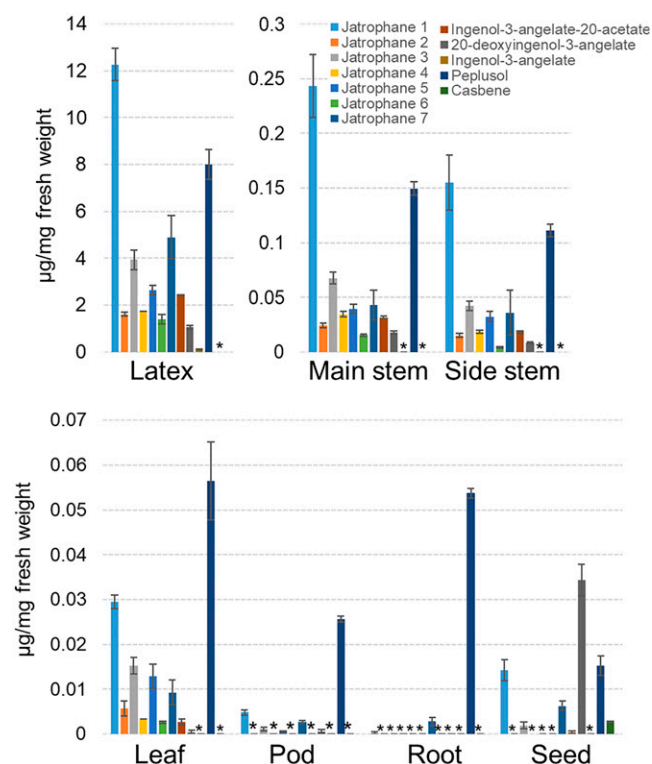 Jatrophane 1
Jatrophane 2
Jatrophane 3
Jatrophane 4
Jatrophane 5
Jatrophane 6
Jatrophane 7
Ingenol-3-angelate-20-acetate
20-deoxyingenol-3-angelate
Ingenol-3-angelate
Peplusol
Casbene
µg/mg fresh weight
14
12
10
8
6
4
2
0
* 
Latex
0.3
0.25
0.2
0.15
0.1
0.05
0
* * * *
Main stem Side stem
µg/mg fresh weight
0.07
0.06
0.05
0.04
0.03
0.02
0.01
0
* * * * * * * * * * * * * * * * * * * *
Leaf Pod Root Seed